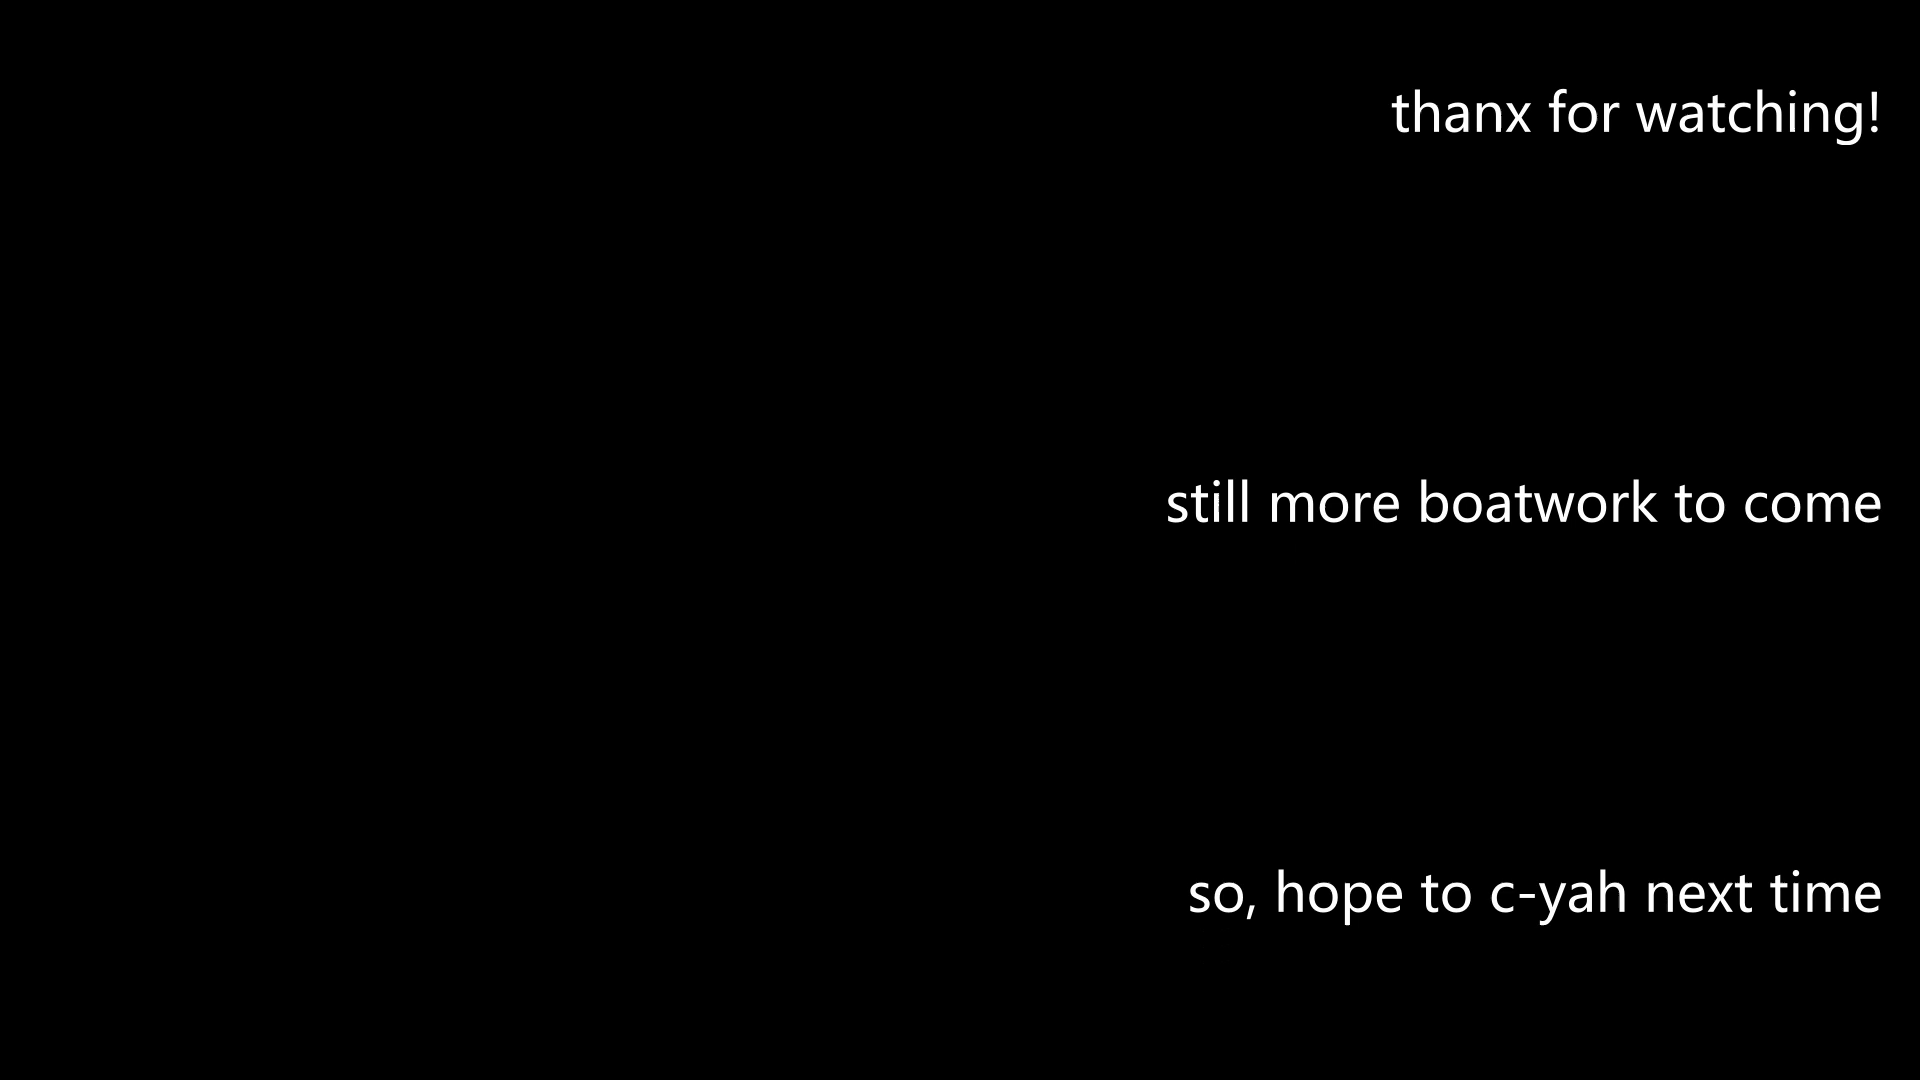 thanx for watching!
still more boatwork to come
so, hope to c-yah next time